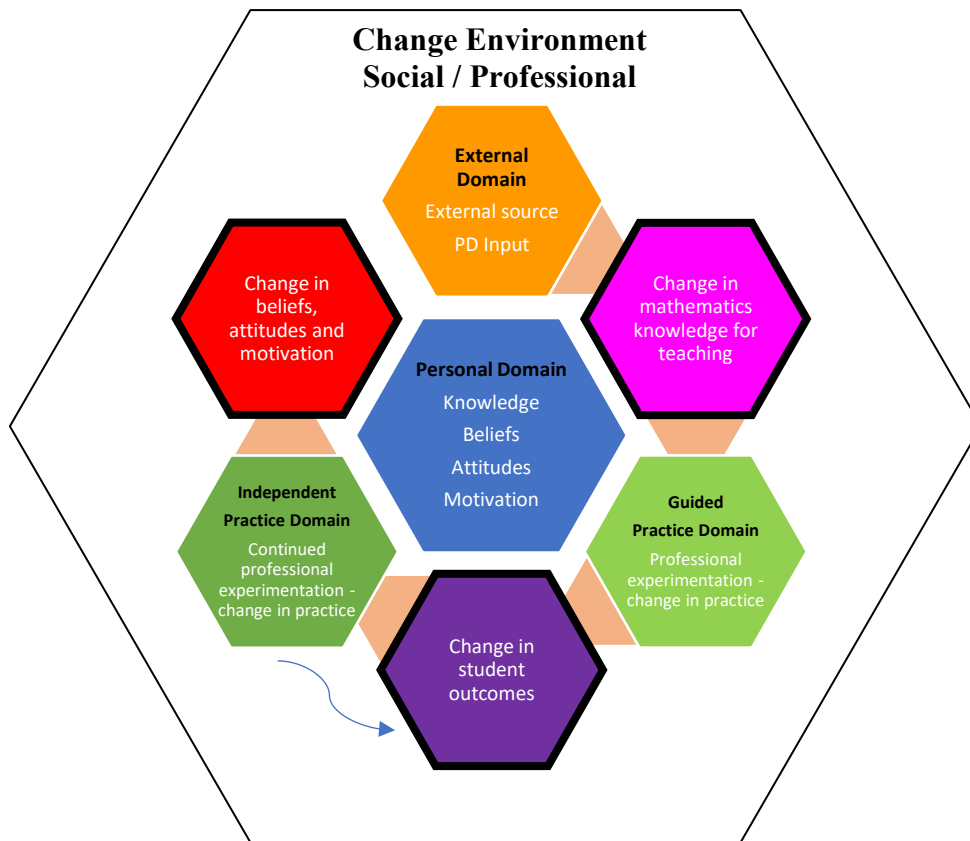 Change Environment
Social / Professional
External
Domain
External source
PD Input
Change in
beliefs,
attitudes and
motivation
Change in
mathematics
knowledge for
teaching
Personal Domain
Knowledge
Beliefs
Attitudes
Motivation
Independent
Practice Domain
Continued
professional
experimentation -
change in practice
Guided
Practice Domain
Professional
experimentation -
change in practice
Change in
student
outcomes